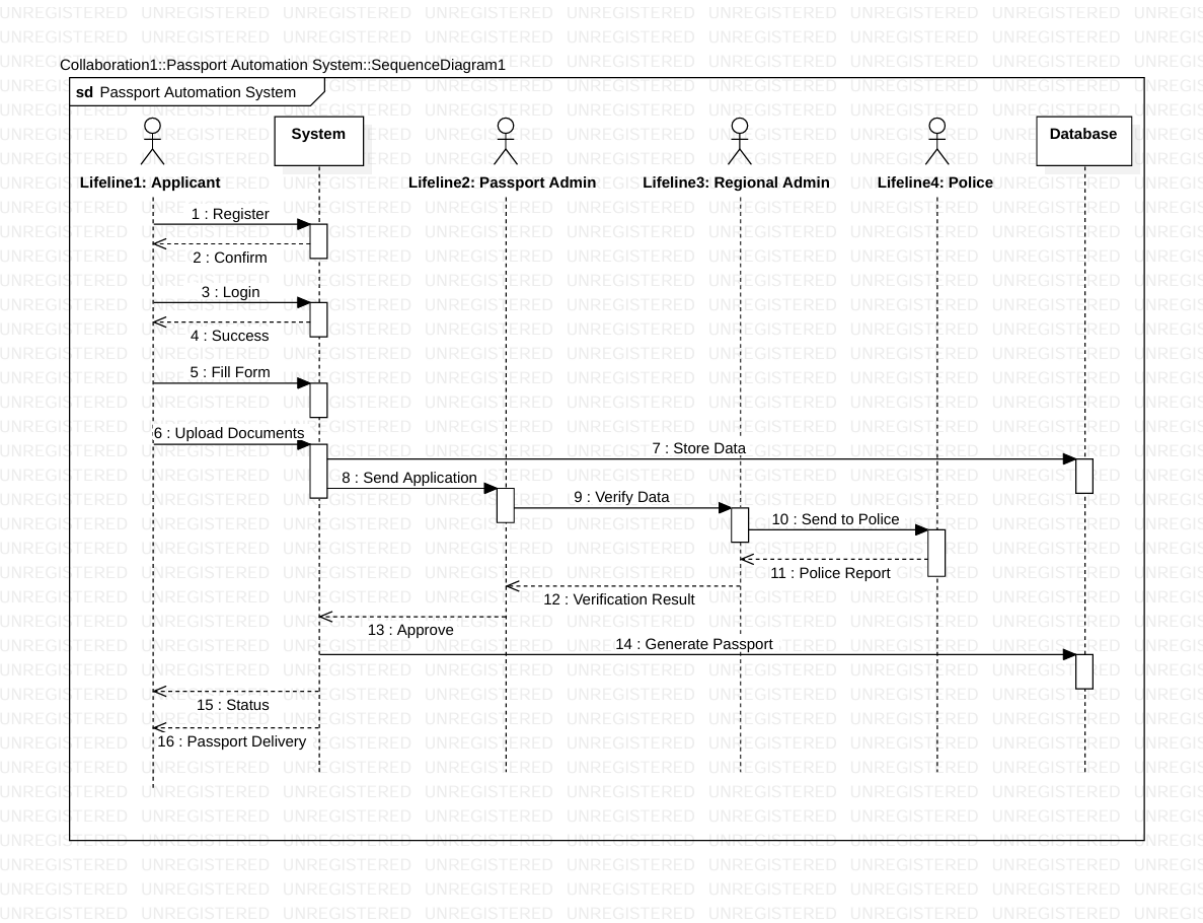 Collaboration1::Passport Automation System::SequenceDiagram1
sd Passport Automation System
System
Database
Lifeline1: Applicant
Lifeline2: Passport Admin
Lifeline3: Regional Admin
Lifeline4: Police
1 : Register
2 : Confirm
3 : Login
4 : Success
5 : Fill Form
6 : Upload Documents
7 : Store Data
8 : Send Application
9 : Verify Data
10 : Send to Police
11 : Police Report
12 : Verification Result
13 : Approve
14 : Generate Passport
15 : Status
16 : Passport Delivery
UNREGISTERED